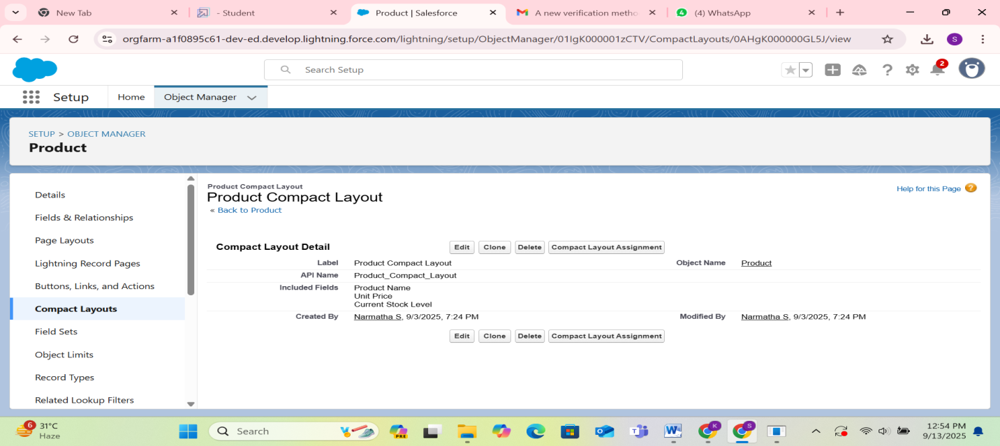 New Tab
- Student
Product | Salesforce
A new verification metho
(4) WhatsApp
orgfarm-a1f0895c61-dev-ed.develop.lightning.force.com/lightning/setup/ObjectManager/01IgK000001zCTV/CompactLayouts/0AHgK000000GL5J/view
S
Search Setup
2
Setup
Home
Object Manager
SETUP > OBJECT MANAGER
Product
Details
Fields & Relationships
Page Layouts
Lightning Record Pages
Buttons, Links, and Actions
Compact Layouts
Field Sets
Object Limits
Record Types
Related Lookup Filters
Product Compact Layout
Product Compact Layout
« Back to Product
Help for this Page ?
Compact Layout Detail
Edit Clone Delete Compact Layout Assignment
Label Product Compact Layout Object Name Product
API Name Product_Compact_Layout
Included Fields Product Name
Unit Price
Current Stock Level
Created By Narmatha S, 9/3/2025, 7:24 PM Modified By Narmatha S, 9/3/2025, 7:24 PM
Edit Clone Delete Compact Layout Assignment
6
31°C
Haze
Search
PRE
K
S
12:54 PM
9/13/2025